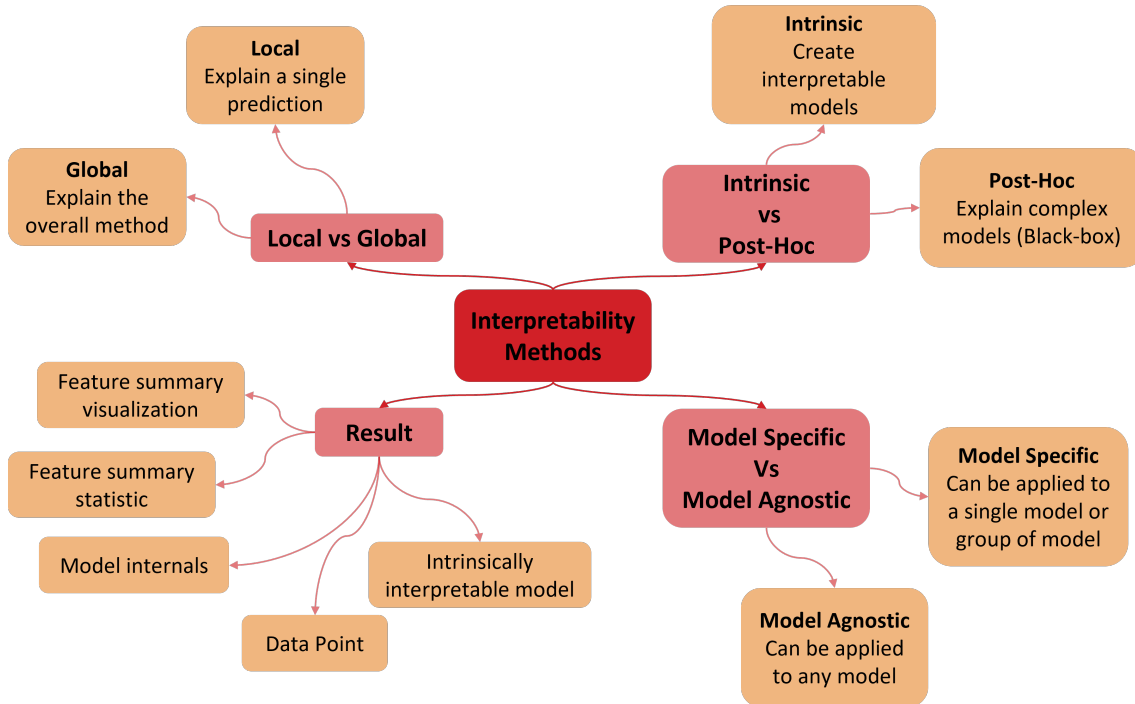 Local
Explain a single
prediction
Global
Explain the
overall method
Local vs Global
Intrinsic
Create
interpretable
models
Intrinsic
vs
Post-Hoc
Post-Hoc
Explain complex
models (Black-box)
Interpretability
Methods
Feature summary
visualization
Result
Feature summary
statistic
Model internals
Intrinsically
interpretable model
Data Point
Model Specific
Vs
Model Agnostic
Model Specific
Can be applied to
a single model or
group of model
Model Agnostic
Can be applied
to any model